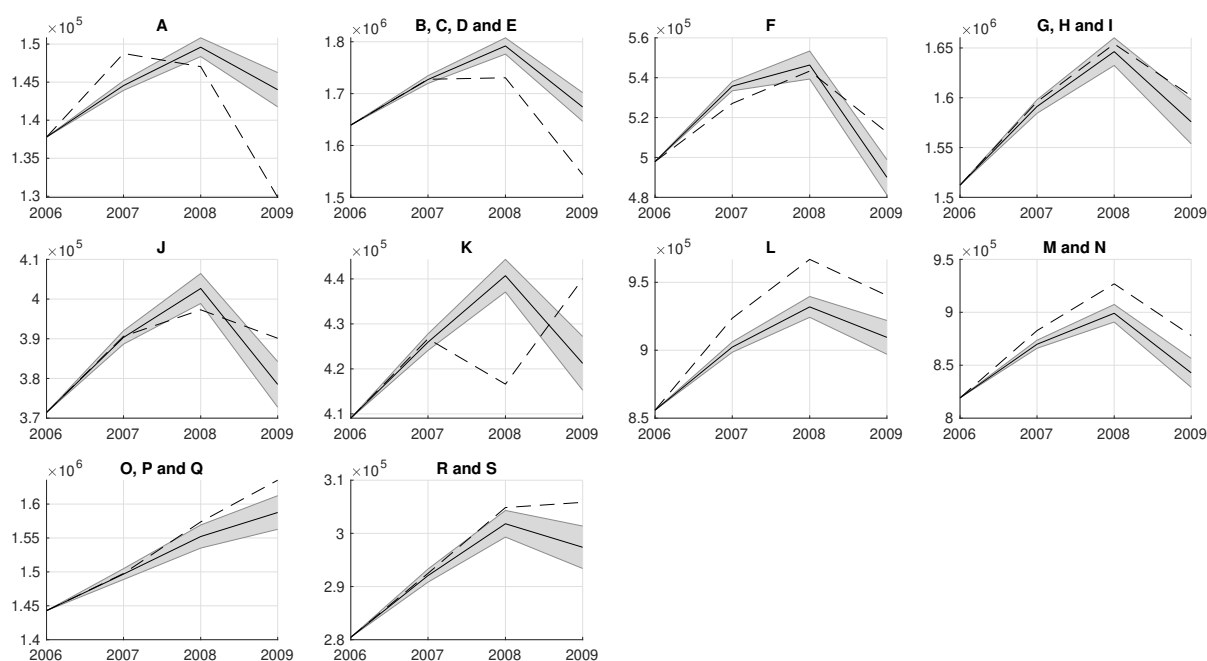 A
×10^5
1.5
1.45
1.4
1.35
1.3
2006 2007 2008 2009
B, C, D and E
×10^6
1.8
1.7
1.6
1.5
2006 2007 2008 2009
F
×10^5
5.6
5.4
5.2
5
4.8
2006 2007 2008 2009
G, H and I
×10^6
1.65
1.6
1.55
1.5
2006 2007 2008 2009
J
×10^5
4.1
4
3.9
3.8
3.7
2006 2007 2008 2009
K
×10^5
4.4
4.3
4.2
4.1
2006 2007 2008 2009
L
×10^5
9.5
9
8.5
2006 2007 2008 2009
M and N
×10^5
9.5
9
8.5
8
2006 2007 2008 2009
O, P and Q
×10^6
1.6
1.55
1.5
1.45
1.4
2006 2007 2008 2009
R and S
×10^5
3.1
3
2.9
2.8
2006 2007 2008 2009